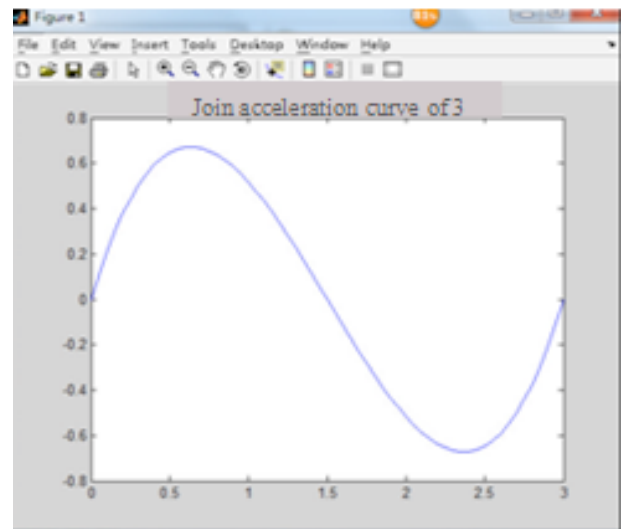 Figure 1
File Edit View Insert Tools Desktop Window Help
Join acceleration curve of 3
0.8
0.6
0.4
0.2
0
-0.2
-0.4
-0.6
-0.8
0 0.5 1 1.5 2 2.5 3